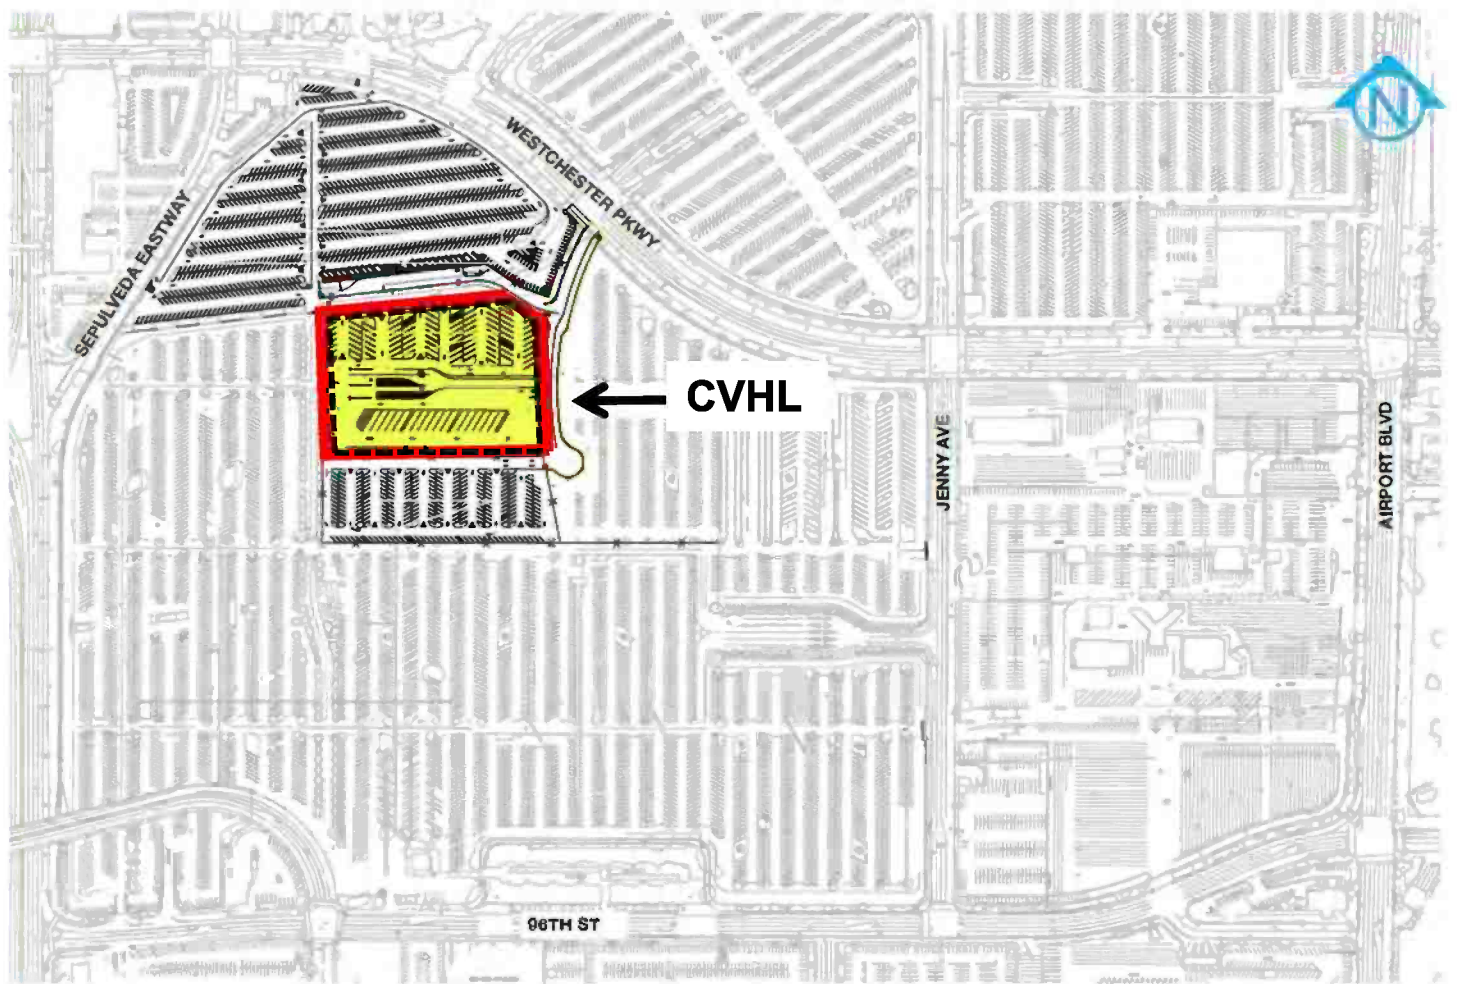 N
WESTCHESTER PKWY
SEPULVEDA EASTWAY
CVHL
JENNY AVE
AIRPORT BLVD
96TH ST